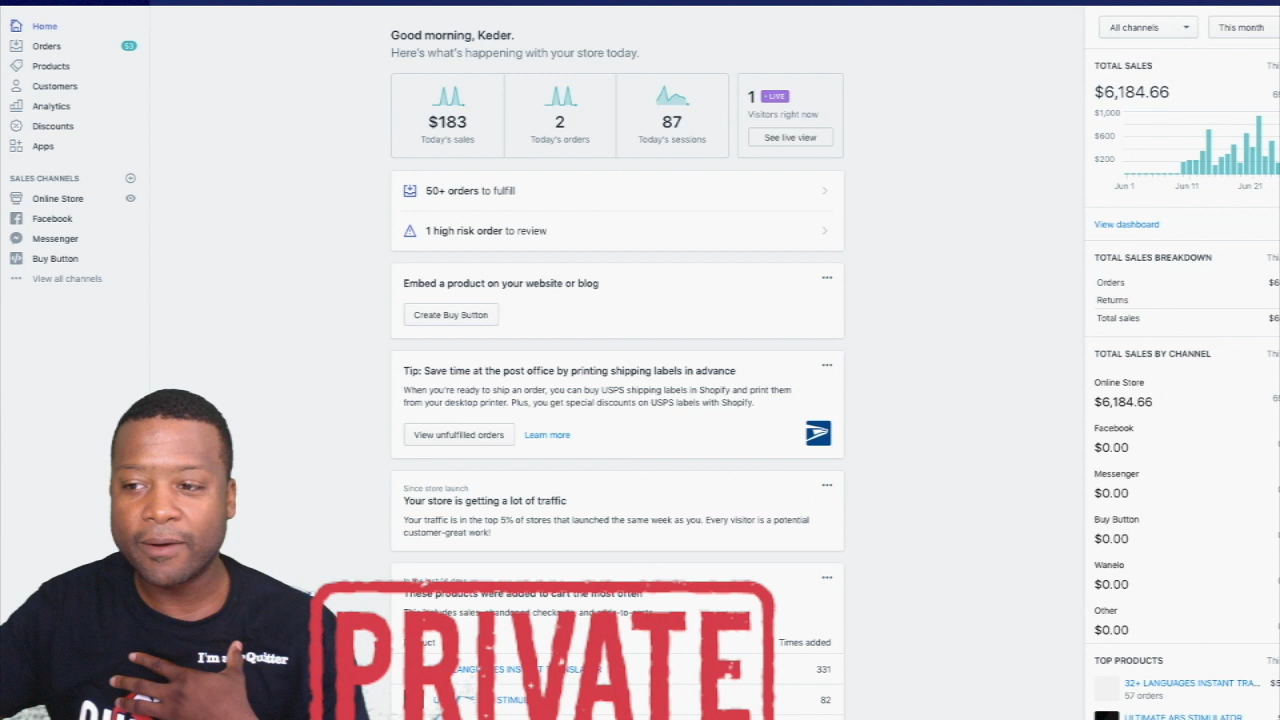 Home
Orders
53
Products
Customers
Analytics
Discounts
Apps
SALES CHANNELS
Online Store
Facebook
Messenger
Buy Button
View all channels
Good morning, Keder.
Here's what's happening with your store today.
$183
Today's sales
2
Today's orders
87
Today's sessions
1 LIVE
Visitors right now
See live view
50+ orders to fulfill
1 high risk order to review
Embed a product on your website or blog
Create Buy Button
Tip: Save time at the post office by printing shipping labels in advance
When you're ready to ship an order, you can buy USPS shipping labels in Shopify and print them
from your desktop printer. Plus, you get special discounts on USPS labels with Shopify.
View unfulfilled orders
Learn more
Since store launch
Your store is getting a lot of traffic
Your traffic is in the top 5% of stores that launched the same week as you. Every visitor is a potential
customer-great work!
These products were added to cart the most often
This includes sales, abandoned checkouts, and
Times added
LANGUAGES INSTANT
331
82
PRIVATE
I'm a Quitter
All channels
This month
TOTAL SALES
$6,184.66
$1,000
$600
$200
Jun 1
Jun 11
Jun 21
View dashboard
TOTAL SALES BREAKDOWN
Orders
$6
Returns
Total sales
$6
TOTAL SALES BY CHANNEL
Online Store
$6,184.66
Facebook
$0.00
Messenger
$0.00
Buy Button
$0.00
Wanelo
$0.00
Other
$0.00
TOP PRODUCTS
32+ LANGUAGES INSTANT TRA...
57 orders
ULTIMATE ABS STIMULATOR